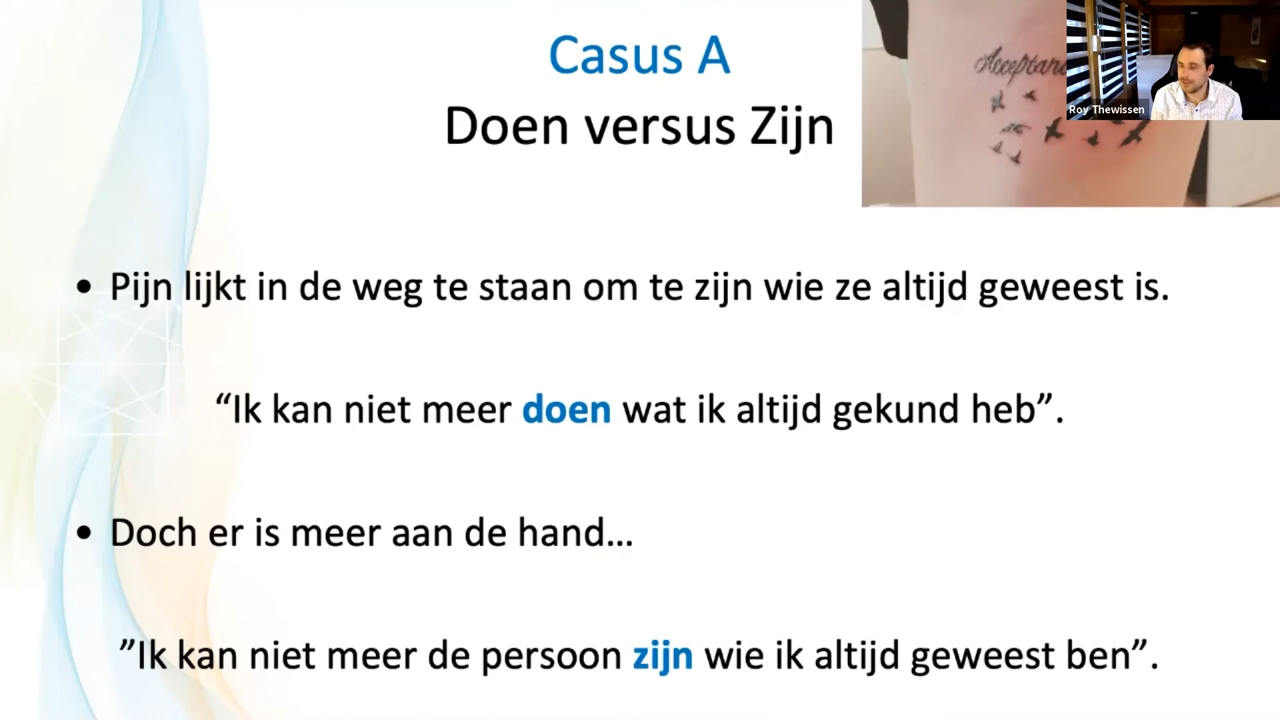 Casus A
Doen versus Zijn
Roy Thewissen
• Pijn lijkt in de weg te staan om te zijn wie ze altijd geweest is.
“Ik kan niet meer doen wat ik altijd gekund heb”.
• Doch er is meer aan de hand...
”Ik kan niet meer de persoon zijn wie ik altijd geweest ben”.